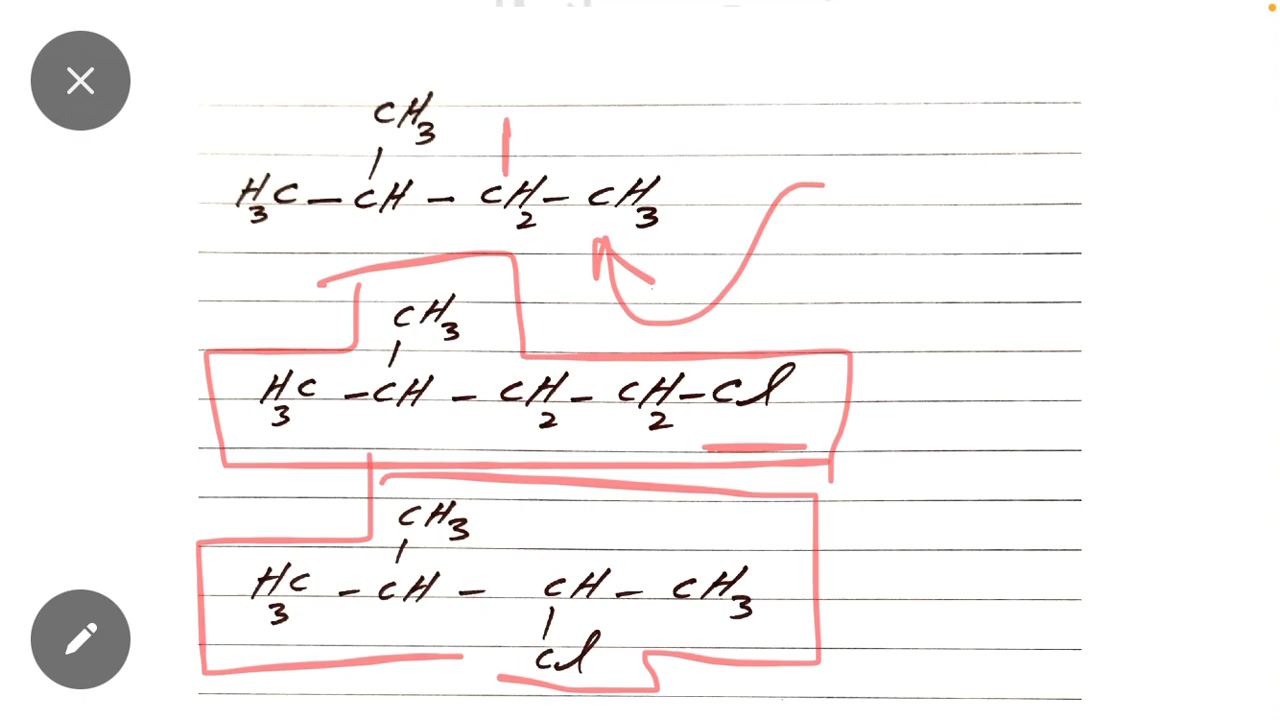 CH3
H3C - CH - CH2 - CH3
CH3
H3C - CH - CH2 - CH2 - Cl
CH3
H3C - CH - CH - CH3
Cl